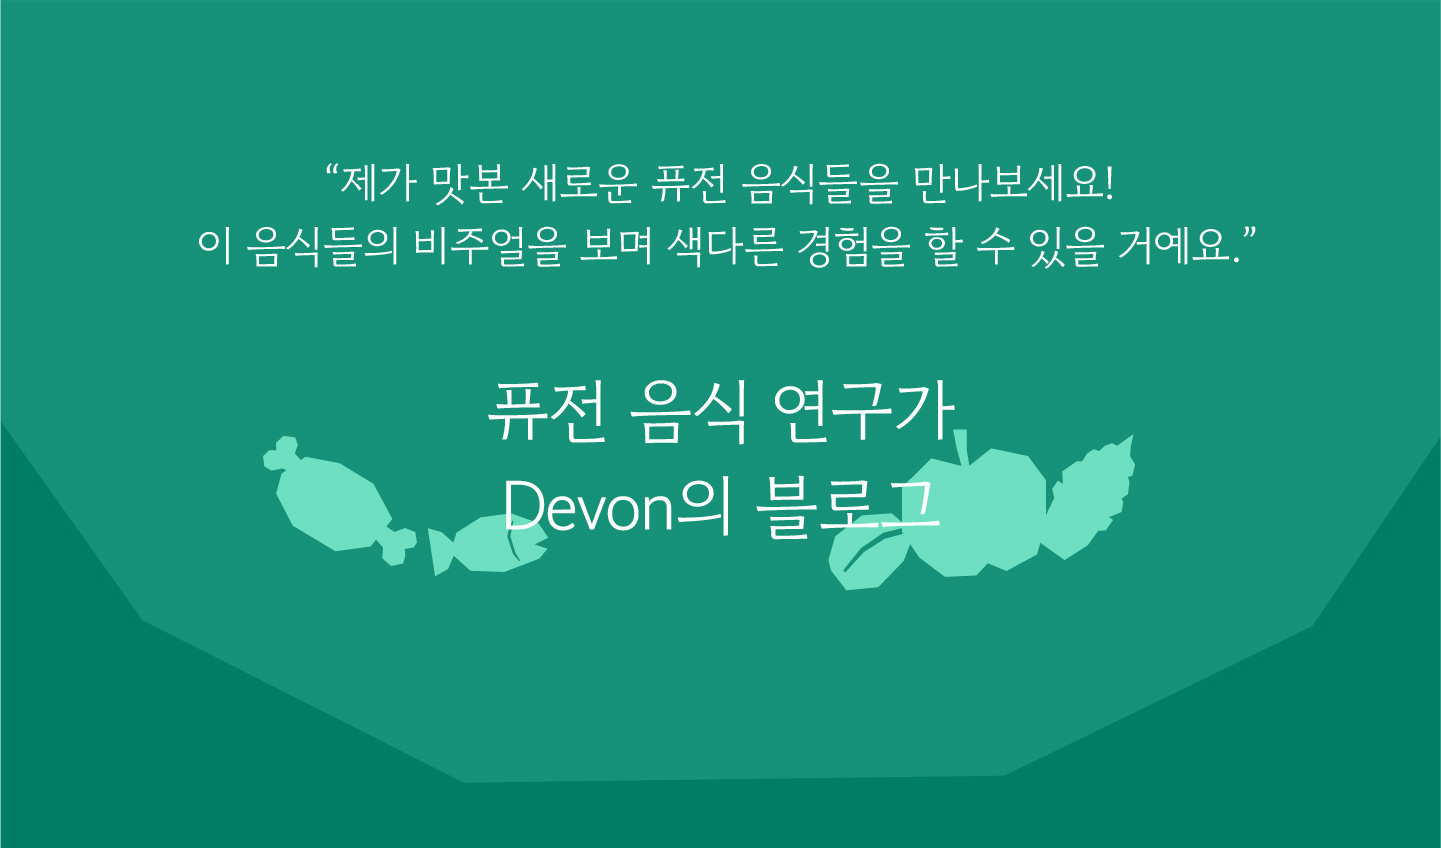 “제가 맛본 새로운 퓨전 음식들을 만나보세요!
이 음식들의 비주얼을 보며 색다른 경험을 할 수 있을 거예요.”
퓨전 음식 연구가
Devon의 블로그